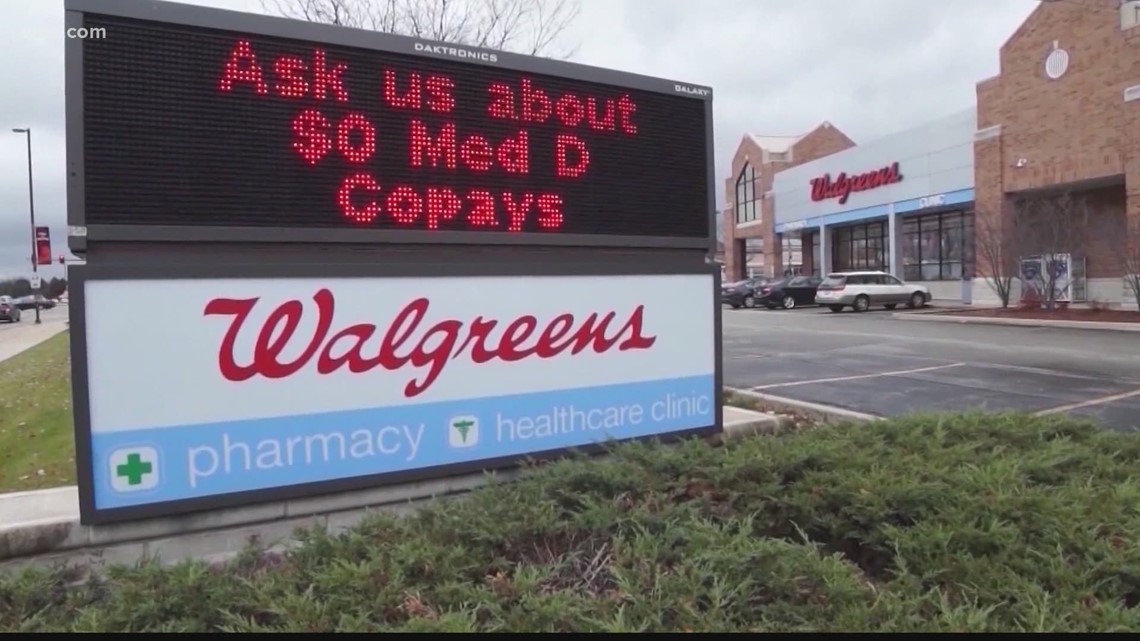 .com
DAKTRONICS
GALAXY
Ask us about
$0 Med D
Copays
Walgreens
pharmacy healthcare clinic
Walgreens
CLINIC